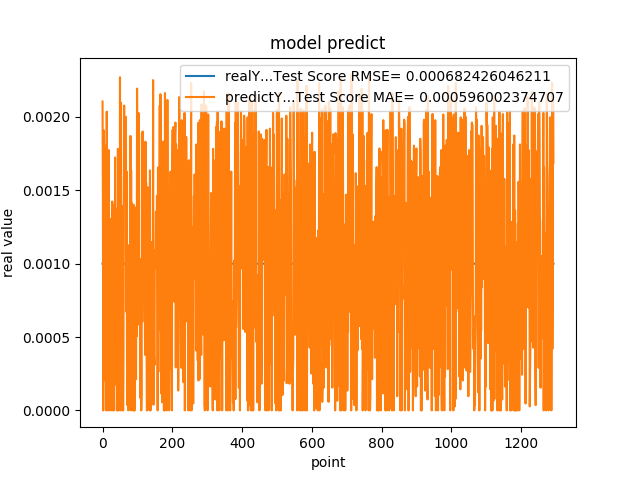 model predict
realY...Test Score RMSE= 0.000682426046211
predictY...Test Score MAE= 0.000596002374707
0.0020
0.0015
0.0010
0.0005
0.0000
real value
0 200 400 600 800 1000 1200
point